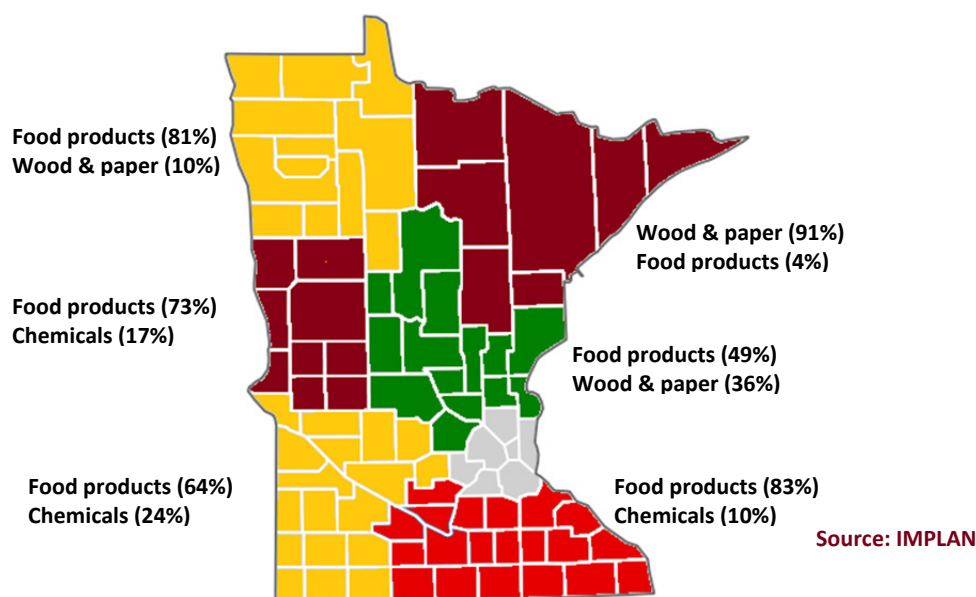 Food products (81%)
Wood & paper (10%)
Wood & paper (91%)
Food products (4%)
Food products (73%)
Chemicals (17%)
Food products (49%)
Wood & paper (36%)
Food products (64%)
Chemicals (24%)
Food products (83%)
Chemicals (10%)
Source: IMPLAN